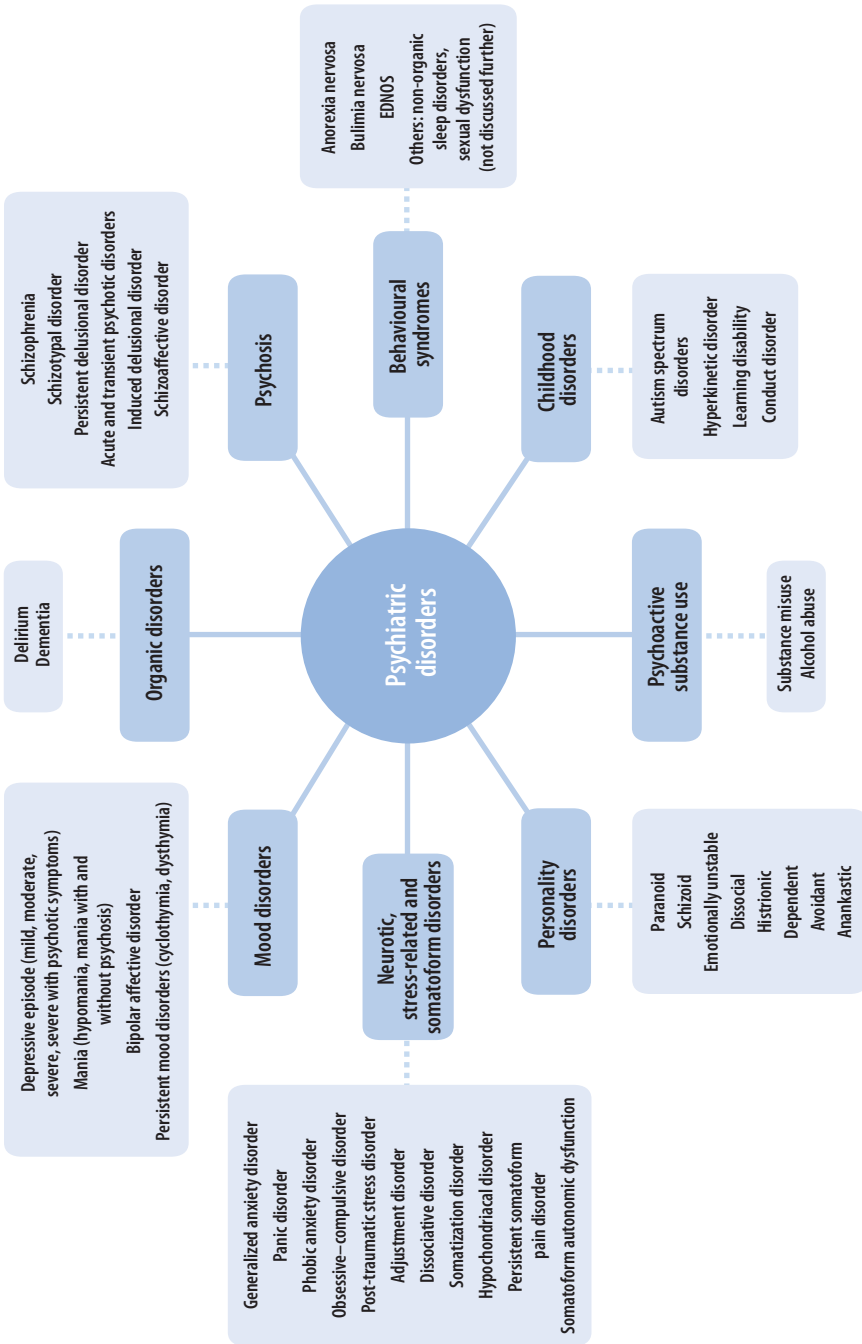 Psychiatric
disorders
Organic disorders
Delirium
Dementia
Psychosis
Schizophrenia
Schizotypal disorder
Persistent delusional disorder
Acute and transient psychotic disorders
Induced delusional disorder
Schizoaffective disorder
Behavioural
syndromes
Anorexia nervosa
Bulimia nervosa
EDNOS
Others: non-organic
sleep disorders,
sexual dysfunction
(not discussed further)
Childhood
disorders
Autism spectrum
disorders
Hyperkinetic disorder
Learning disability
Conduct disorder
Psychoactive
substance use
Substance misuse
Alcohol abuse
Personality
disorders
Paranoid
Schizoid
Emotionally unstable
Dissocial
Histrionic
Dependent
Avoidant
Anankastic
Neurotic,
stress-related and
somatoform disorders
Generalized anxiety disorder
Panic disorder
Phobic anxiety disorder
Obsessive–compulsive disorder
Post-traumatic stress disorder
Adjustment disorder
Dissociative disorder
Somatization disorder
Hypochondriacal disorder
Persistent somatoform
pain disorder
Somatoform autonomic dysfunction
Mood disorders
Depressive episode (mild, moderate,
severe, severe with psychotic symptoms)
Mania (hypomania, mania with and
without psychosis)
Bipolar affective disorder
Persistent mood disorders (cyclothymia, dysthymia)